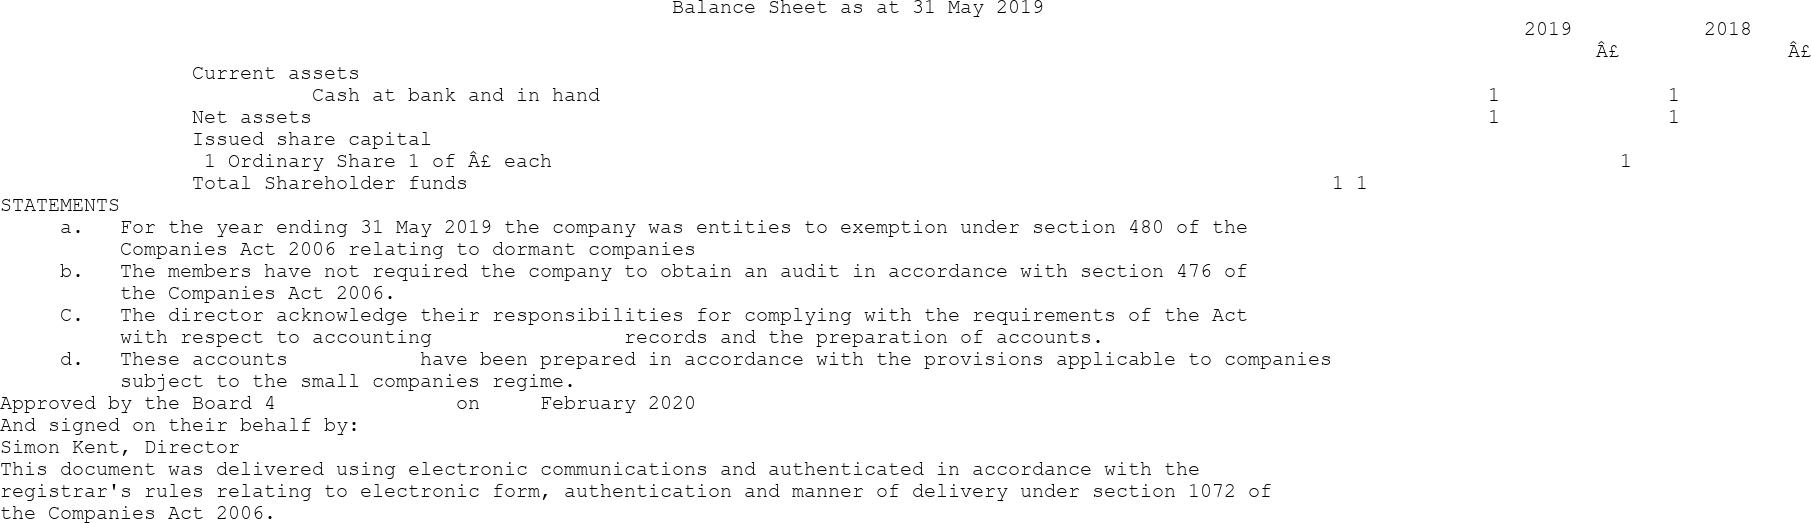 Balance Sheet as at 31 May 2019
2019 2018
Â£ Â£
Current assets
Cash at bank and in hand 1 1
Net assets 1 1
Issued share capital
1 Ordinary Share 1 of Â£ each 1
Total Shareholder funds 1 1
STATEMENTS
a. For the year ending 31 May 2019 the company was entities to exemption under section 480 of the
Companies Act 2006 relating to dormant companies
b. The members have not required the company to obtain an audit in accordance with section 476 of
the Companies Act 2006.
C. The director acknowledge their responsibilities for complying with the requirements of the Act
with respect to accounting records and the preparation of accounts.
d. These accounts have been prepared in accordance with the provisions applicable to companies
subject to the small companies regime.
Approved by the Board 4 on February 2020
And signed on their behalf by:
Simon Kent, Director
This document was delivered using electronic communications and authenticated in accordance with the
registrar's rules relating to electronic form, authentication and manner of delivery under section 1072 of
the Companies Act 2006.